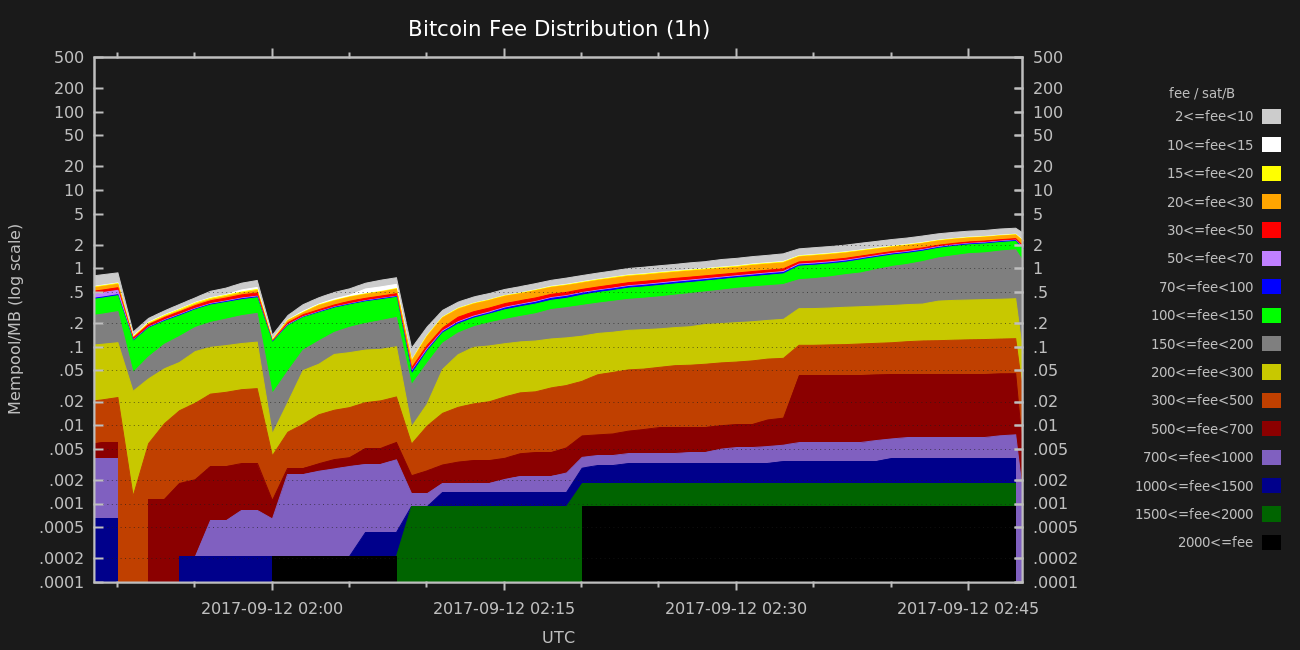 Bitcoin Fee Distribution (1h)
Mempool/MB (log scale)
500
200
100
50
20
10
5
2
1
.5
.2
.1
.05
.02
.01
.005
.002
.001
.0005
.0002
.0001
500
200
100
50
20
10
5
2
1
.5
.2
.1
.05
.02
.01
.005
.002
.001
.0005
.0002
.0001
fee / sat/B
2<=fee<10
10<=fee<15
15<=fee<20
20<=fee<30
30<=fee<50
50<=fee<70
70<=fee<100
100<=fee<150
150<=fee<200
200<=fee<300
300<=fee<500
500<=fee<700
700<=fee<1000
1000<=fee<1500
1500<=fee<2000
2000<=fee
2017-09-12 02:00
2017-09-12 02:15
2017-09-12 02:30
2017-09-12 02:45
UTC